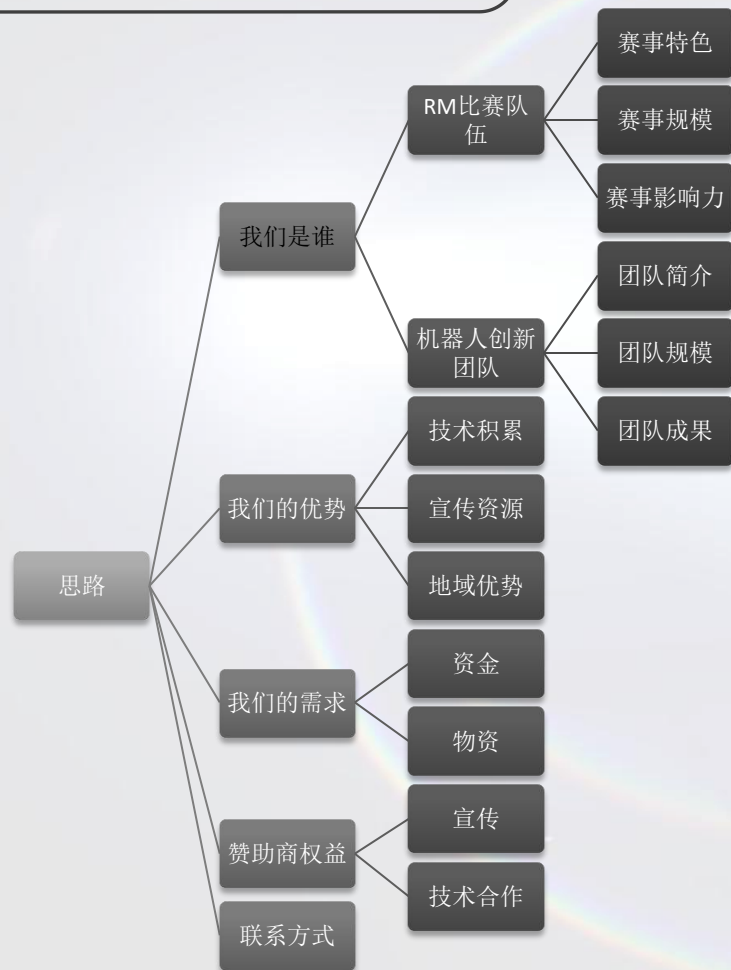 思路
我们是谁
RM比赛队
伍
赛事特色
赛事规模
赛事影响力
机器人创新
团队
团队简介
团队规模
团队成果
我们的优势
技术积累
宣传资源
地域优势
我们的需求
资金
物资
赞助商权益
宣传
技术合作
联系方式